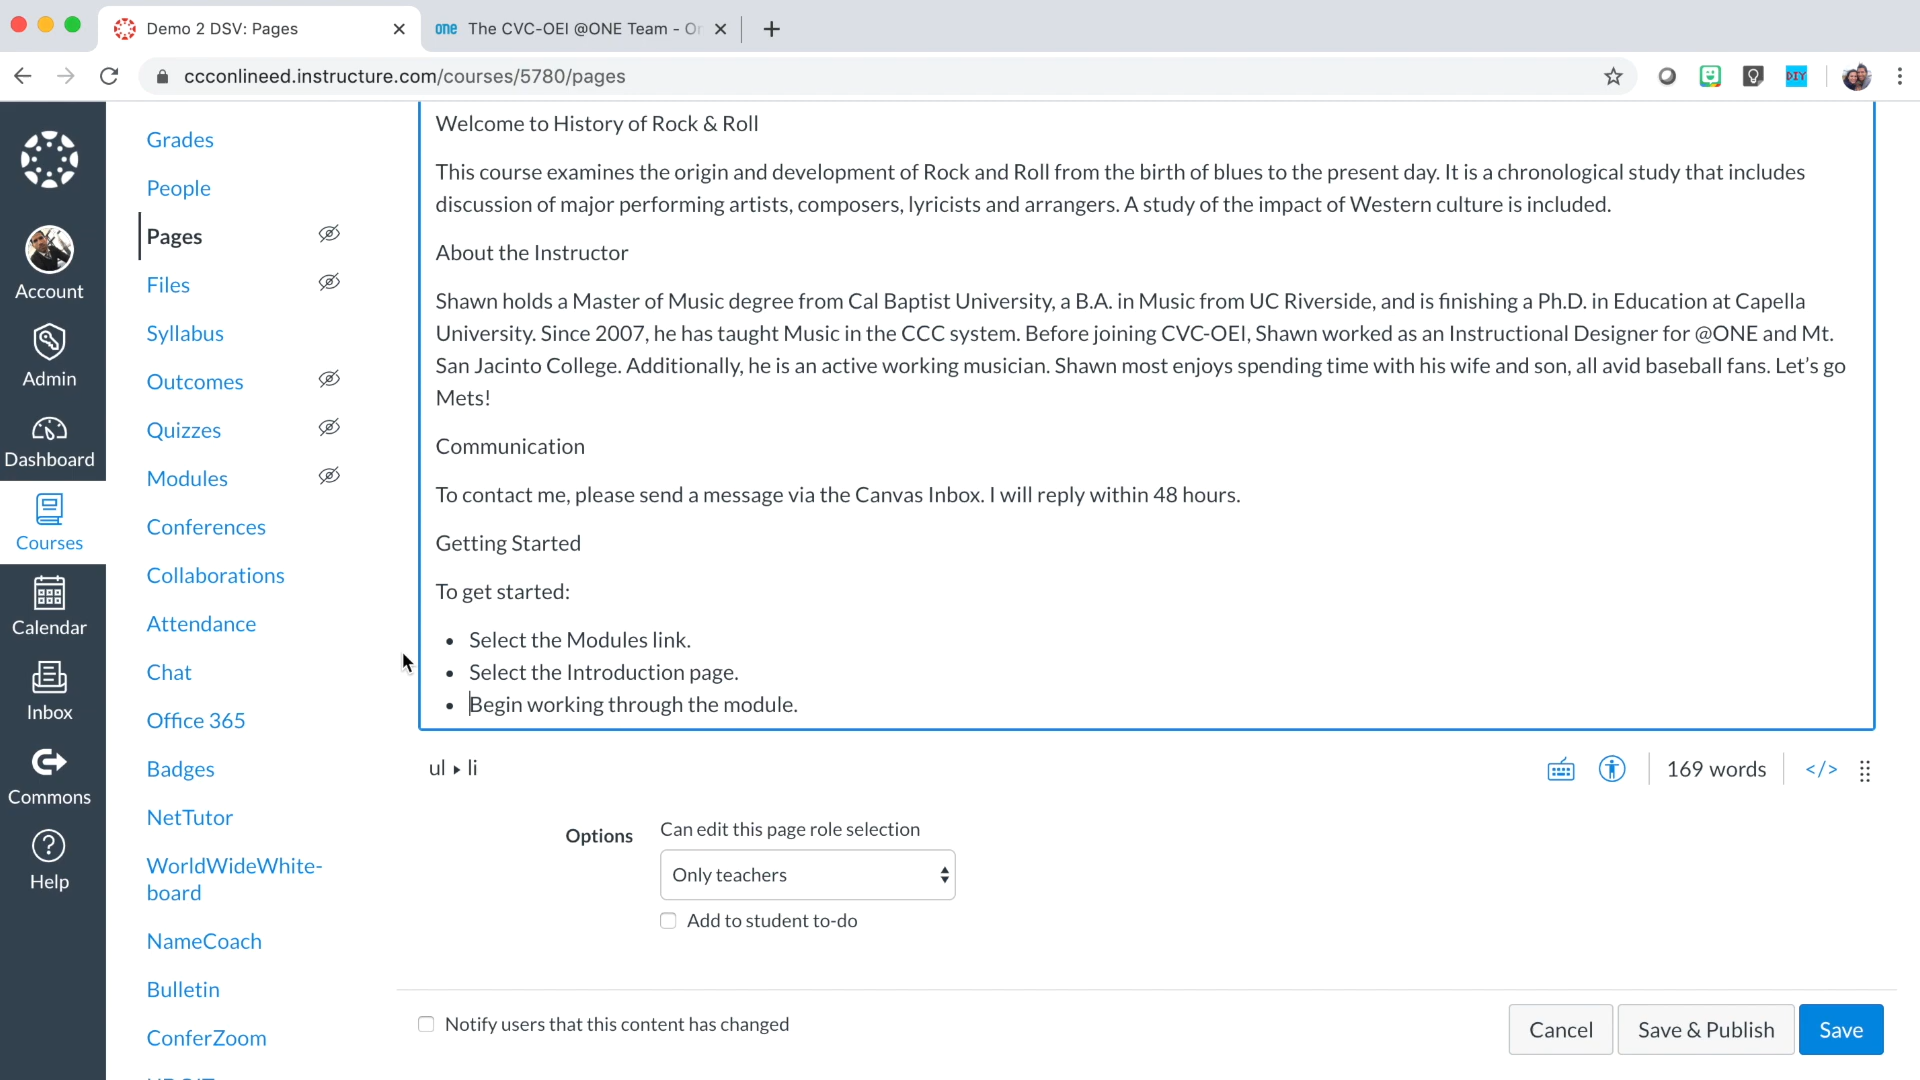 Demo 2 DSV: Pages
one The CVC-OEI @ONE Team - Or
ccconlineed.instructure.com/courses/5780/pages
DIY
Account
Admin
Dashboard
Courses
Calendar
Inbox
Commons
Help
Grades
People
Pages
Files
Syllabus
Outcomes
Quizzes
Modules
Conferences
Collaborations
Attendance
Chat
Office 365
Badges
NetTutor
WorldWideWhite-
board
NameCoach
Bulletin
ConferZoom
Welcome to History of Rock & Roll
This course examines the origin and development of Rock and Roll from the birth of blues to the present day. It is a chronological study that includes
discussion of major performing artists, composers, lyricists and arrangers. A study of the impact of Western culture is included.
About the Instructor
Shawn holds a Master of Music degree from Cal Baptist University, a B.A. in Music from UC Riverside, and is finishing a Ph.D. in Education at Capella
University. Since 2007, he has taught Music in the CCC system. Before joining CVC-OEI, Shawn worked as an Instructional Designer for @ONE and Mt.
San Jacinto College. Additionally, he is an active working musician. Shawn most enjoys spending time with his wife and son, all avid baseball fans. Let's go
Mets!
Communication
To contact me, please send a message via the Canvas Inbox. I will reply within 48 hours.
Getting Started
To get started:
• Select the Modules link.
• Select the Introduction page.
• Begin working through the module.
ul ▸ li
169 words
</>
Options
Can edit this page role selection
Only teachers
Add to student to-do
Notify users that this content has changed
Cancel
Save & Publish
Save